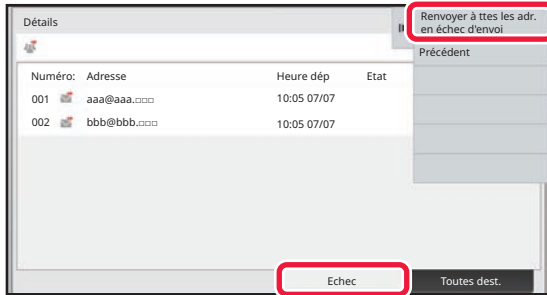 Détails
Renvoyer à ttes les adr.
en échec d'envoi
Précédent
Numéro: Adresse Heure dép Etat
001 aaa@aaa.□□□ 10:05 07/07
002 bbb@bbb.□□□ 10:05 07/07
Echec Toutes dest.